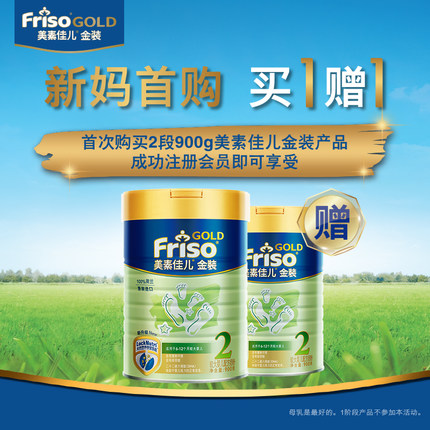 Friso GOLD
美素佳儿 金装
新妈首购 买1赠1
首次购买2段900g美素佳儿金装产品
成功注册会员即可享受
赠
Friso GOLD
美素佳儿 金装
LockNutri
2
Friso GOLD
美素佳儿 金装
2
母乳是最好的。1阶段产品不参加本活动。